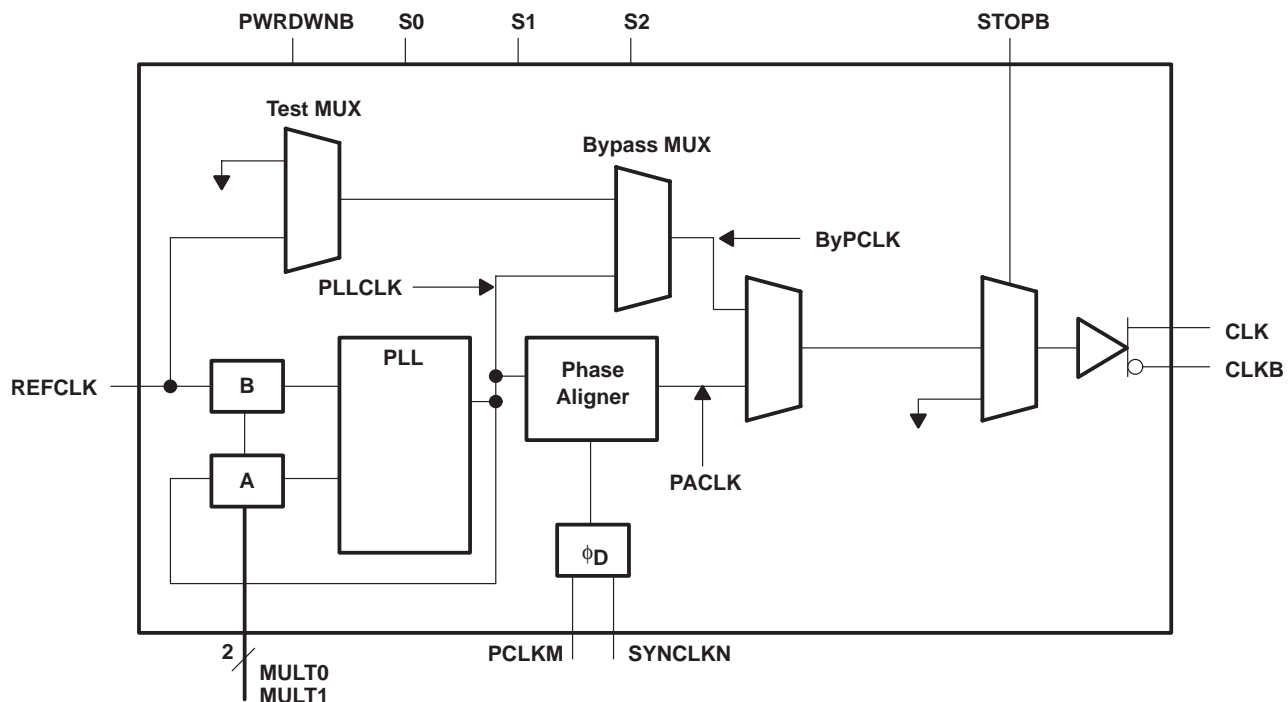 PWRDWNB S0 S1 S2 STOPB
Test MUX
Bypass MUX
ByPCLK
PLLCLK
CLK
PLL
Phase
Aligner
CLKB
REFCLK
B
A
PACLK
ϕD
2
PCLKM
SYNCLKN
MULT0
MULT1